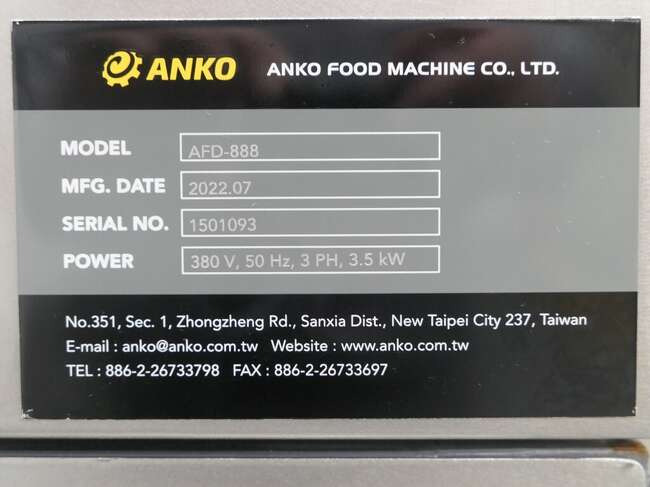 ANKO ANKO FOOD MACHINE CO., LTD.
MODEL AFD-888
MFG. DATE 2022.07
SERIAL NO. 1501093
POWER 380 V, 50 Hz, 3 PH, 3.5 kW
No.351, Sec. 1, Zhongzheng Rd., Sanxia Dist., New Taipei City 237, Taiwan
E-mail : anko@anko.com.tw Website : www.anko.com.tw
TEL : 886-2-26733798 FAX : 886-2-26733697